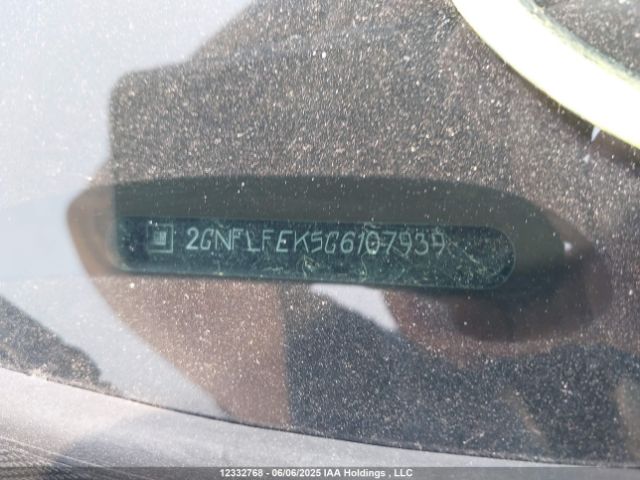 2GNFLFEK5G6107939
12332768 - 06/06/2025 IAA Holdings , LLC